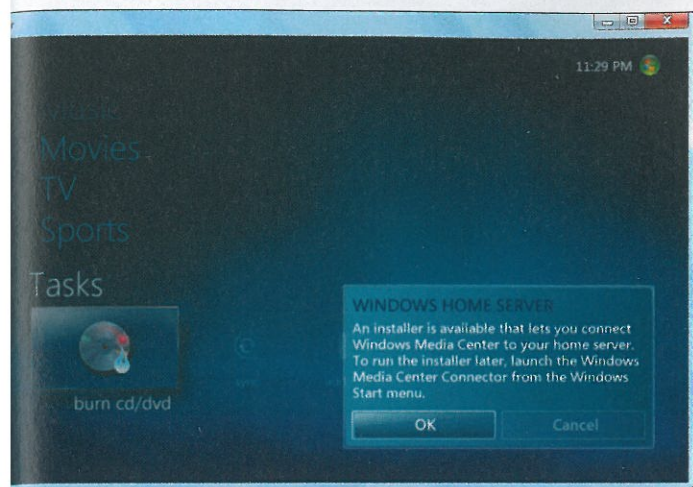 11:29 PM
Music
Movies
TV
Sports
Tasks
burn cd/dvd
sync
WINDOWS HOME SERVER
An installer is available that lets you connect
Windows Media Center to your home server.
To run the installer later, launch the Windows
Media Center Connector from the Windows
Start menu.
OK
Cancel